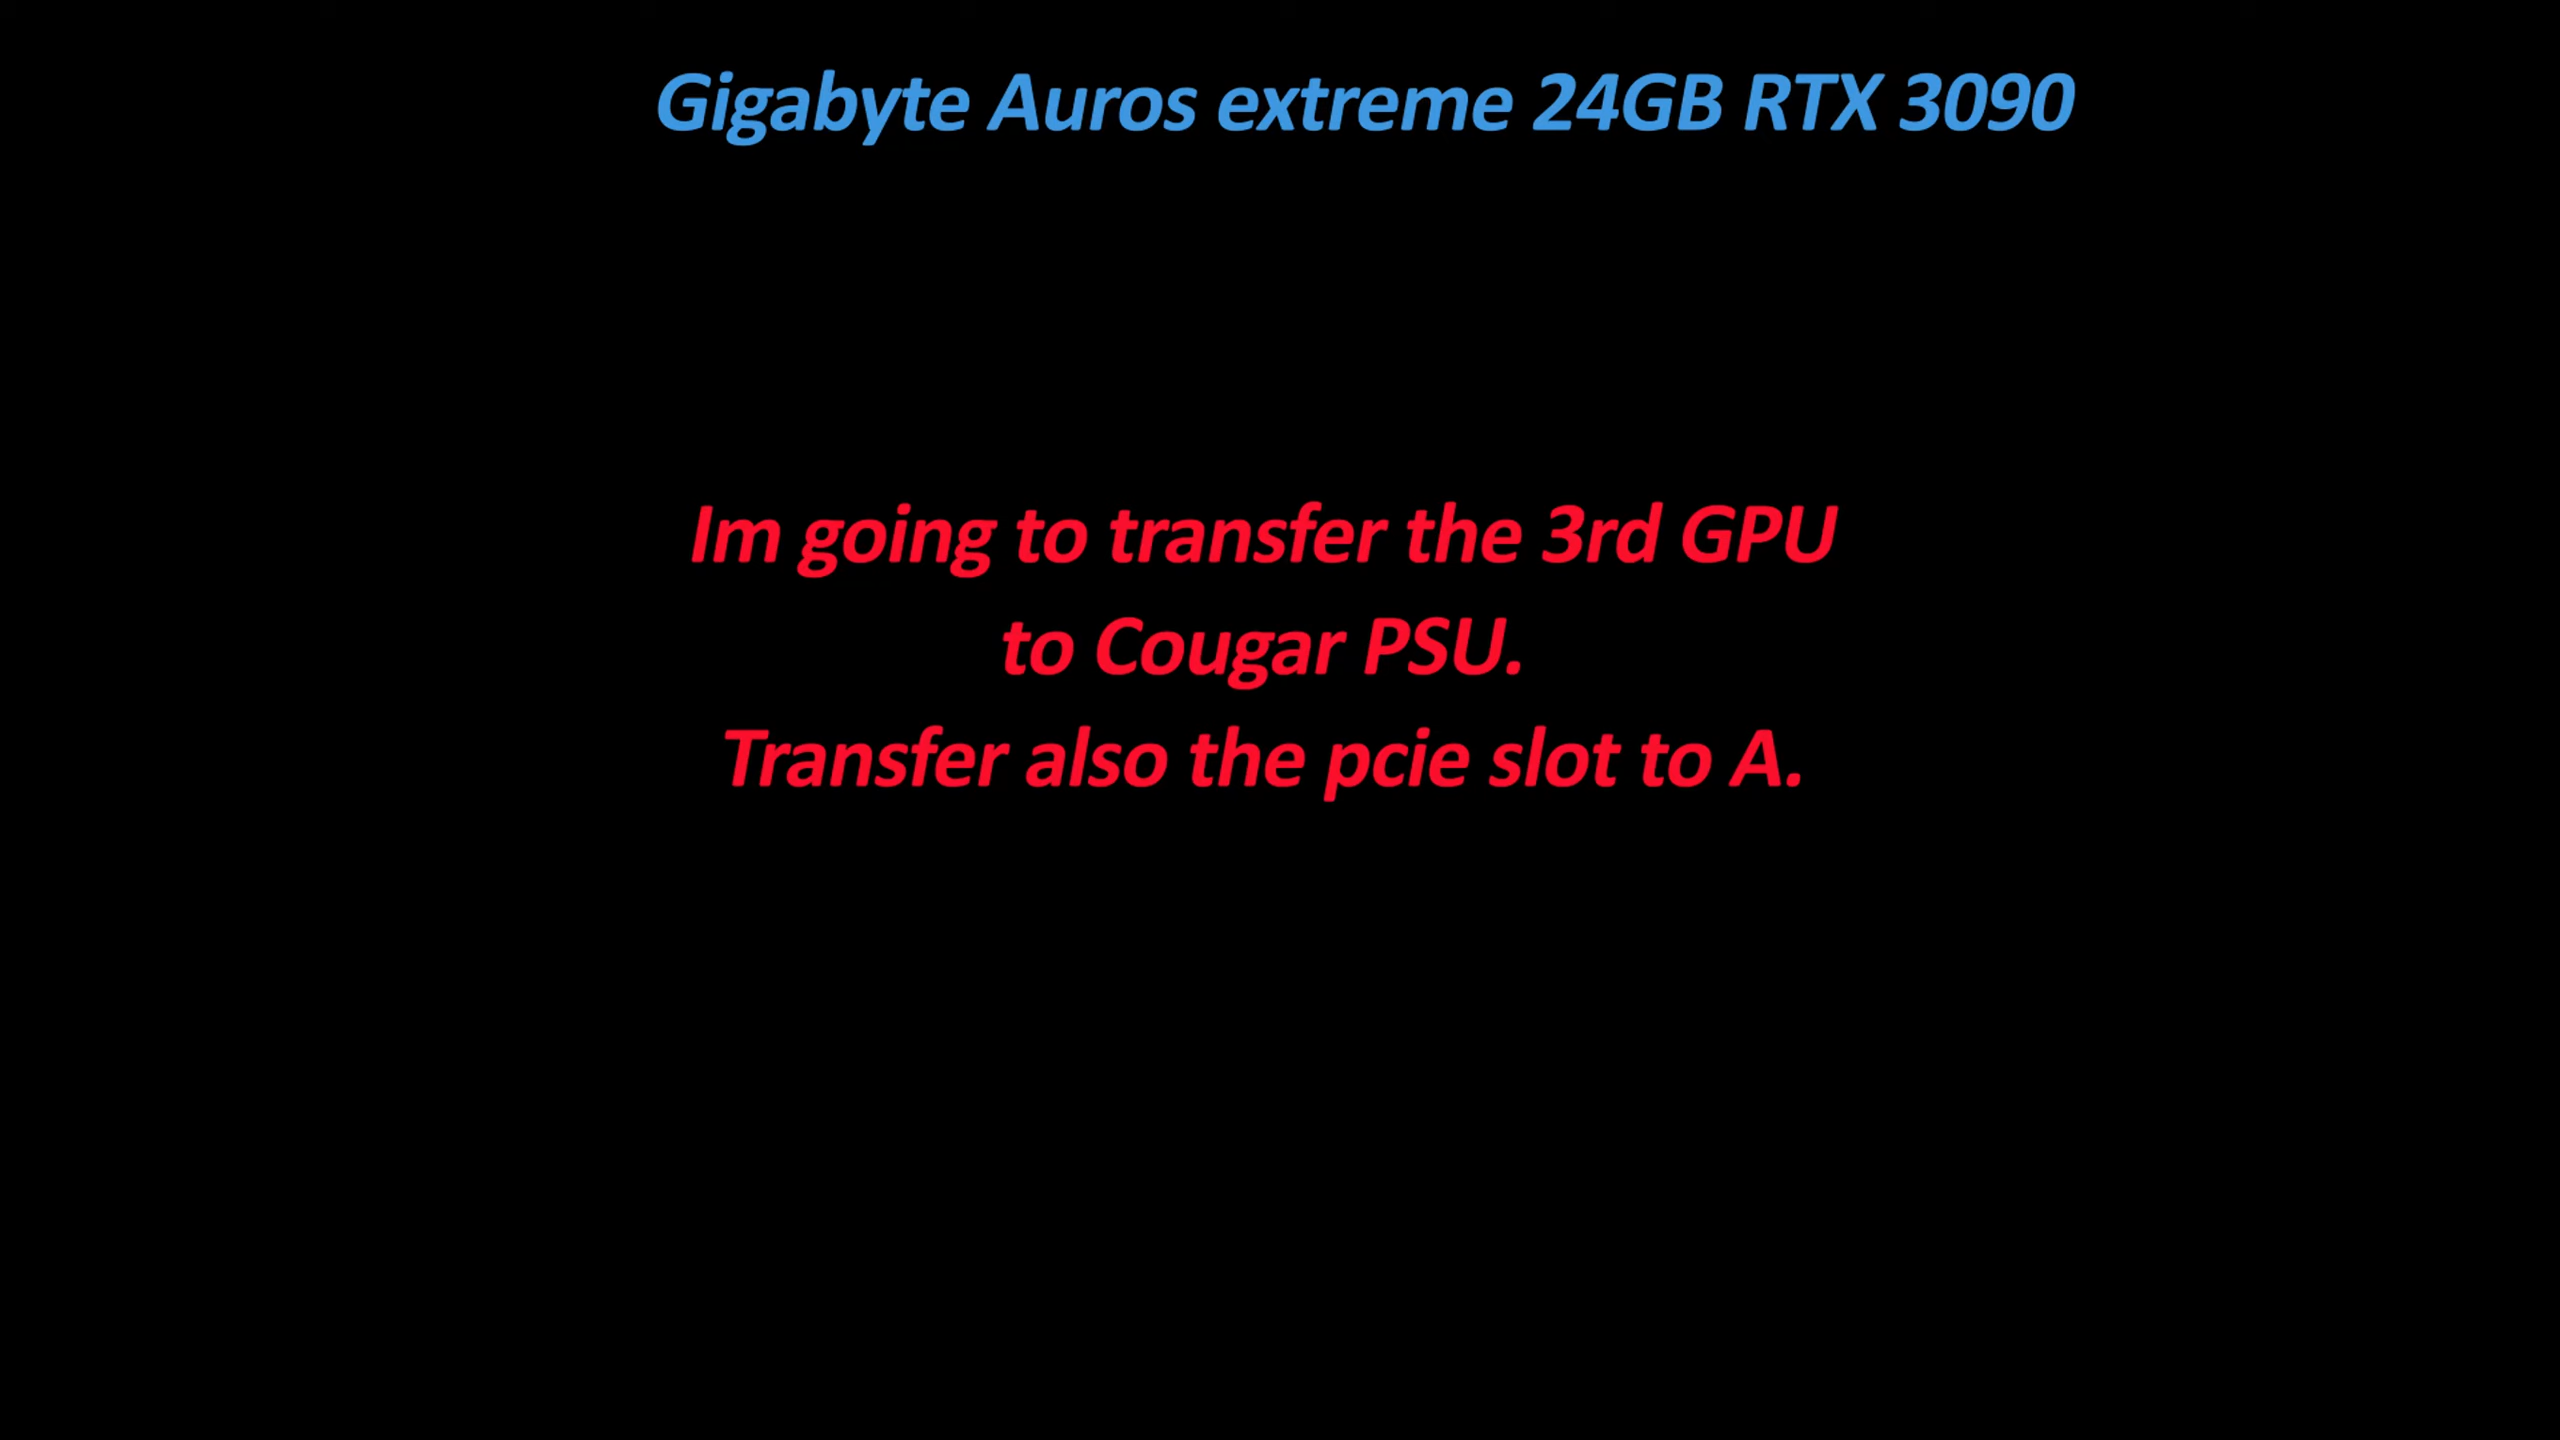 Gigabyte Auros extreme 24GB RTX 3090
Im going to transfer the 3rd GPU
to Cougar PSU.
Transfer also the pcie slot to A.